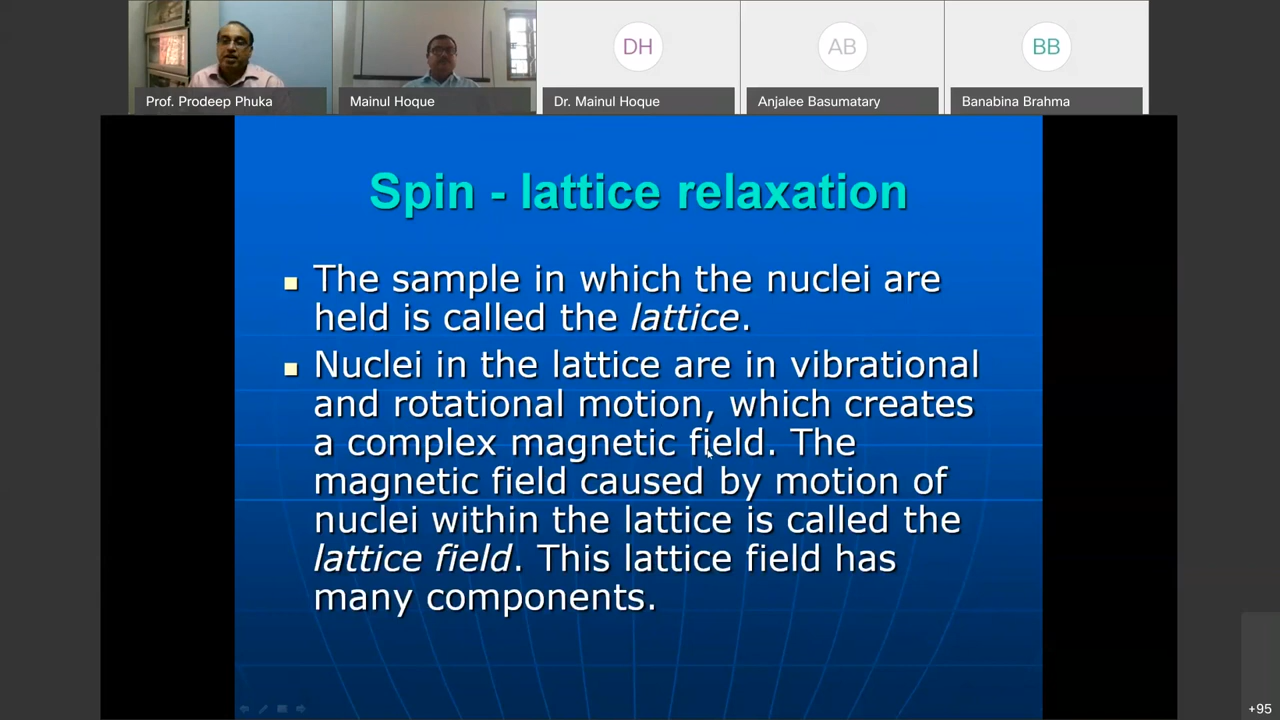 DH
AB
BB
Prof. Prodeep Phuka
Mainul Hoque
Dr. Mainul Hoque
Anjalee Basumatary
Banabina Brahma
Spin - lattice relaxation
The sample in which the nuclei are
held is called the lattice.
Nuclei in the lattice are in vibrational
and rotational motion, which creates
a complex magnetic field. The
magnetic field caused by motion of
nuclei within the lattice is called the
lattice field. This lattice field has
many components.
+95